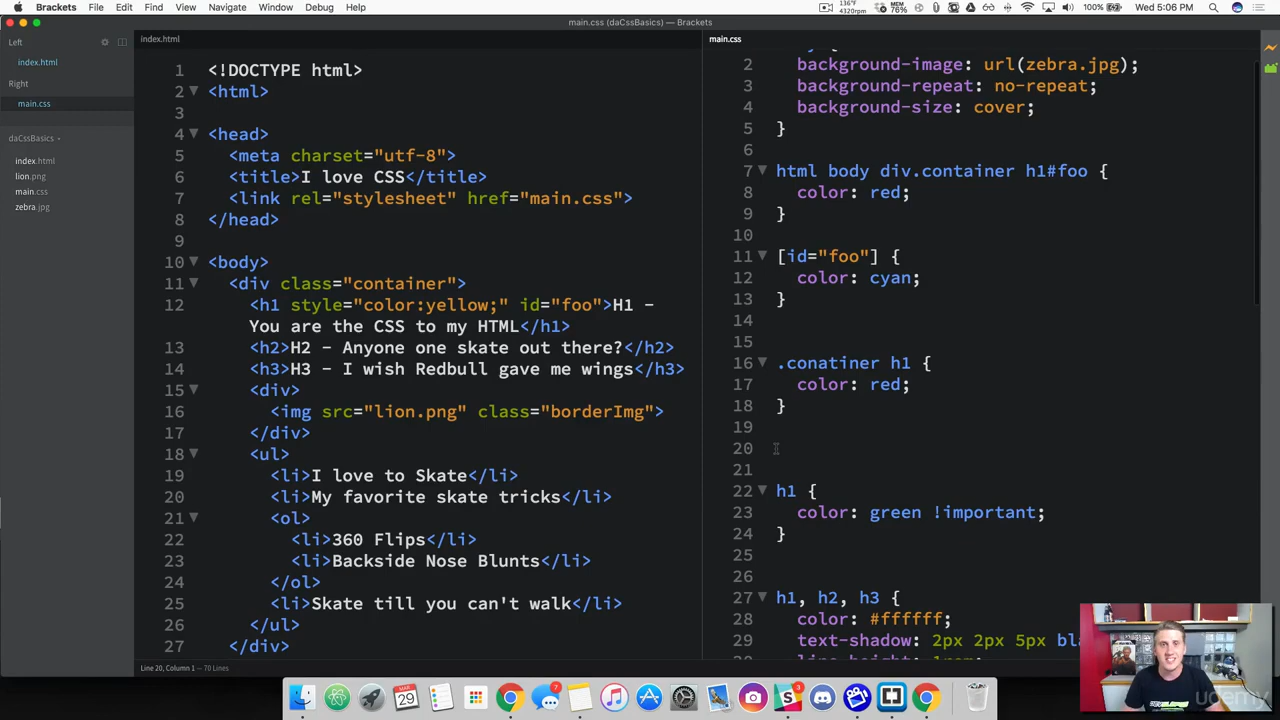 Brackets File Edit Find View Navigate Window Debug Help 136°F 4320rpm MEM 76% 100% Wed 5:06 PM
main.css (daCssBasics) — Brackets
Left
index.html
Right
main.css
daCssBasics
index.html
lion.png
main.css
zebra.jpg
index.html
1 <!DOCTYPE html>
2 <html>
3
4 <head>
5 <meta charset="utf-8">
6 <title>I love CSS</title>
7 <link rel="stylesheet" href="main.css">
8 </head>
9
10 <body>
11 <div class="container">
12 <h1 style="color:yellow;" id="foo">H1 -
You are the CSS to my HTML</h1>
13 <h2>H2 - Anyone one skate out there?</h2>
14 <h3>H3 - I wish Redbull gave me wings</h3>
15 <div>
16 <img src="lion.png" class="borderImg">
17 </div>
18 <ul>
19 <li>I love to Skate</li>
20 <li>My favorite skate tricks</li>
21 <ol>
22 <li>360 Flips</li>
23 <li>Backside Nose Blunts</li>
24 </ol>
25 <li>Skate till you can't walk</li>
26 </ul>
27 </div>
main.css
2 background-image: url(zebra.jpg);
3 background-repeat: no-repeat;
4 background-size: cover;
5 }
6
7 html body div.container h1#foo {
8 color: red;
9 }
10
11 [id="foo"] {
12 color: cyan;
13 }
14
15
16 .conatiner h1 {
17 color: red;
18 }
19
20
21
22 h1 {
23 color: green !important;
24 }
25
26
27 h1, h2, h3 {
28 color: #ffffff;
29 text-shadow: 2px 2px 5px bla
Line 20, Column 1 — 70 Lines
MAR
29
7
3
udemy